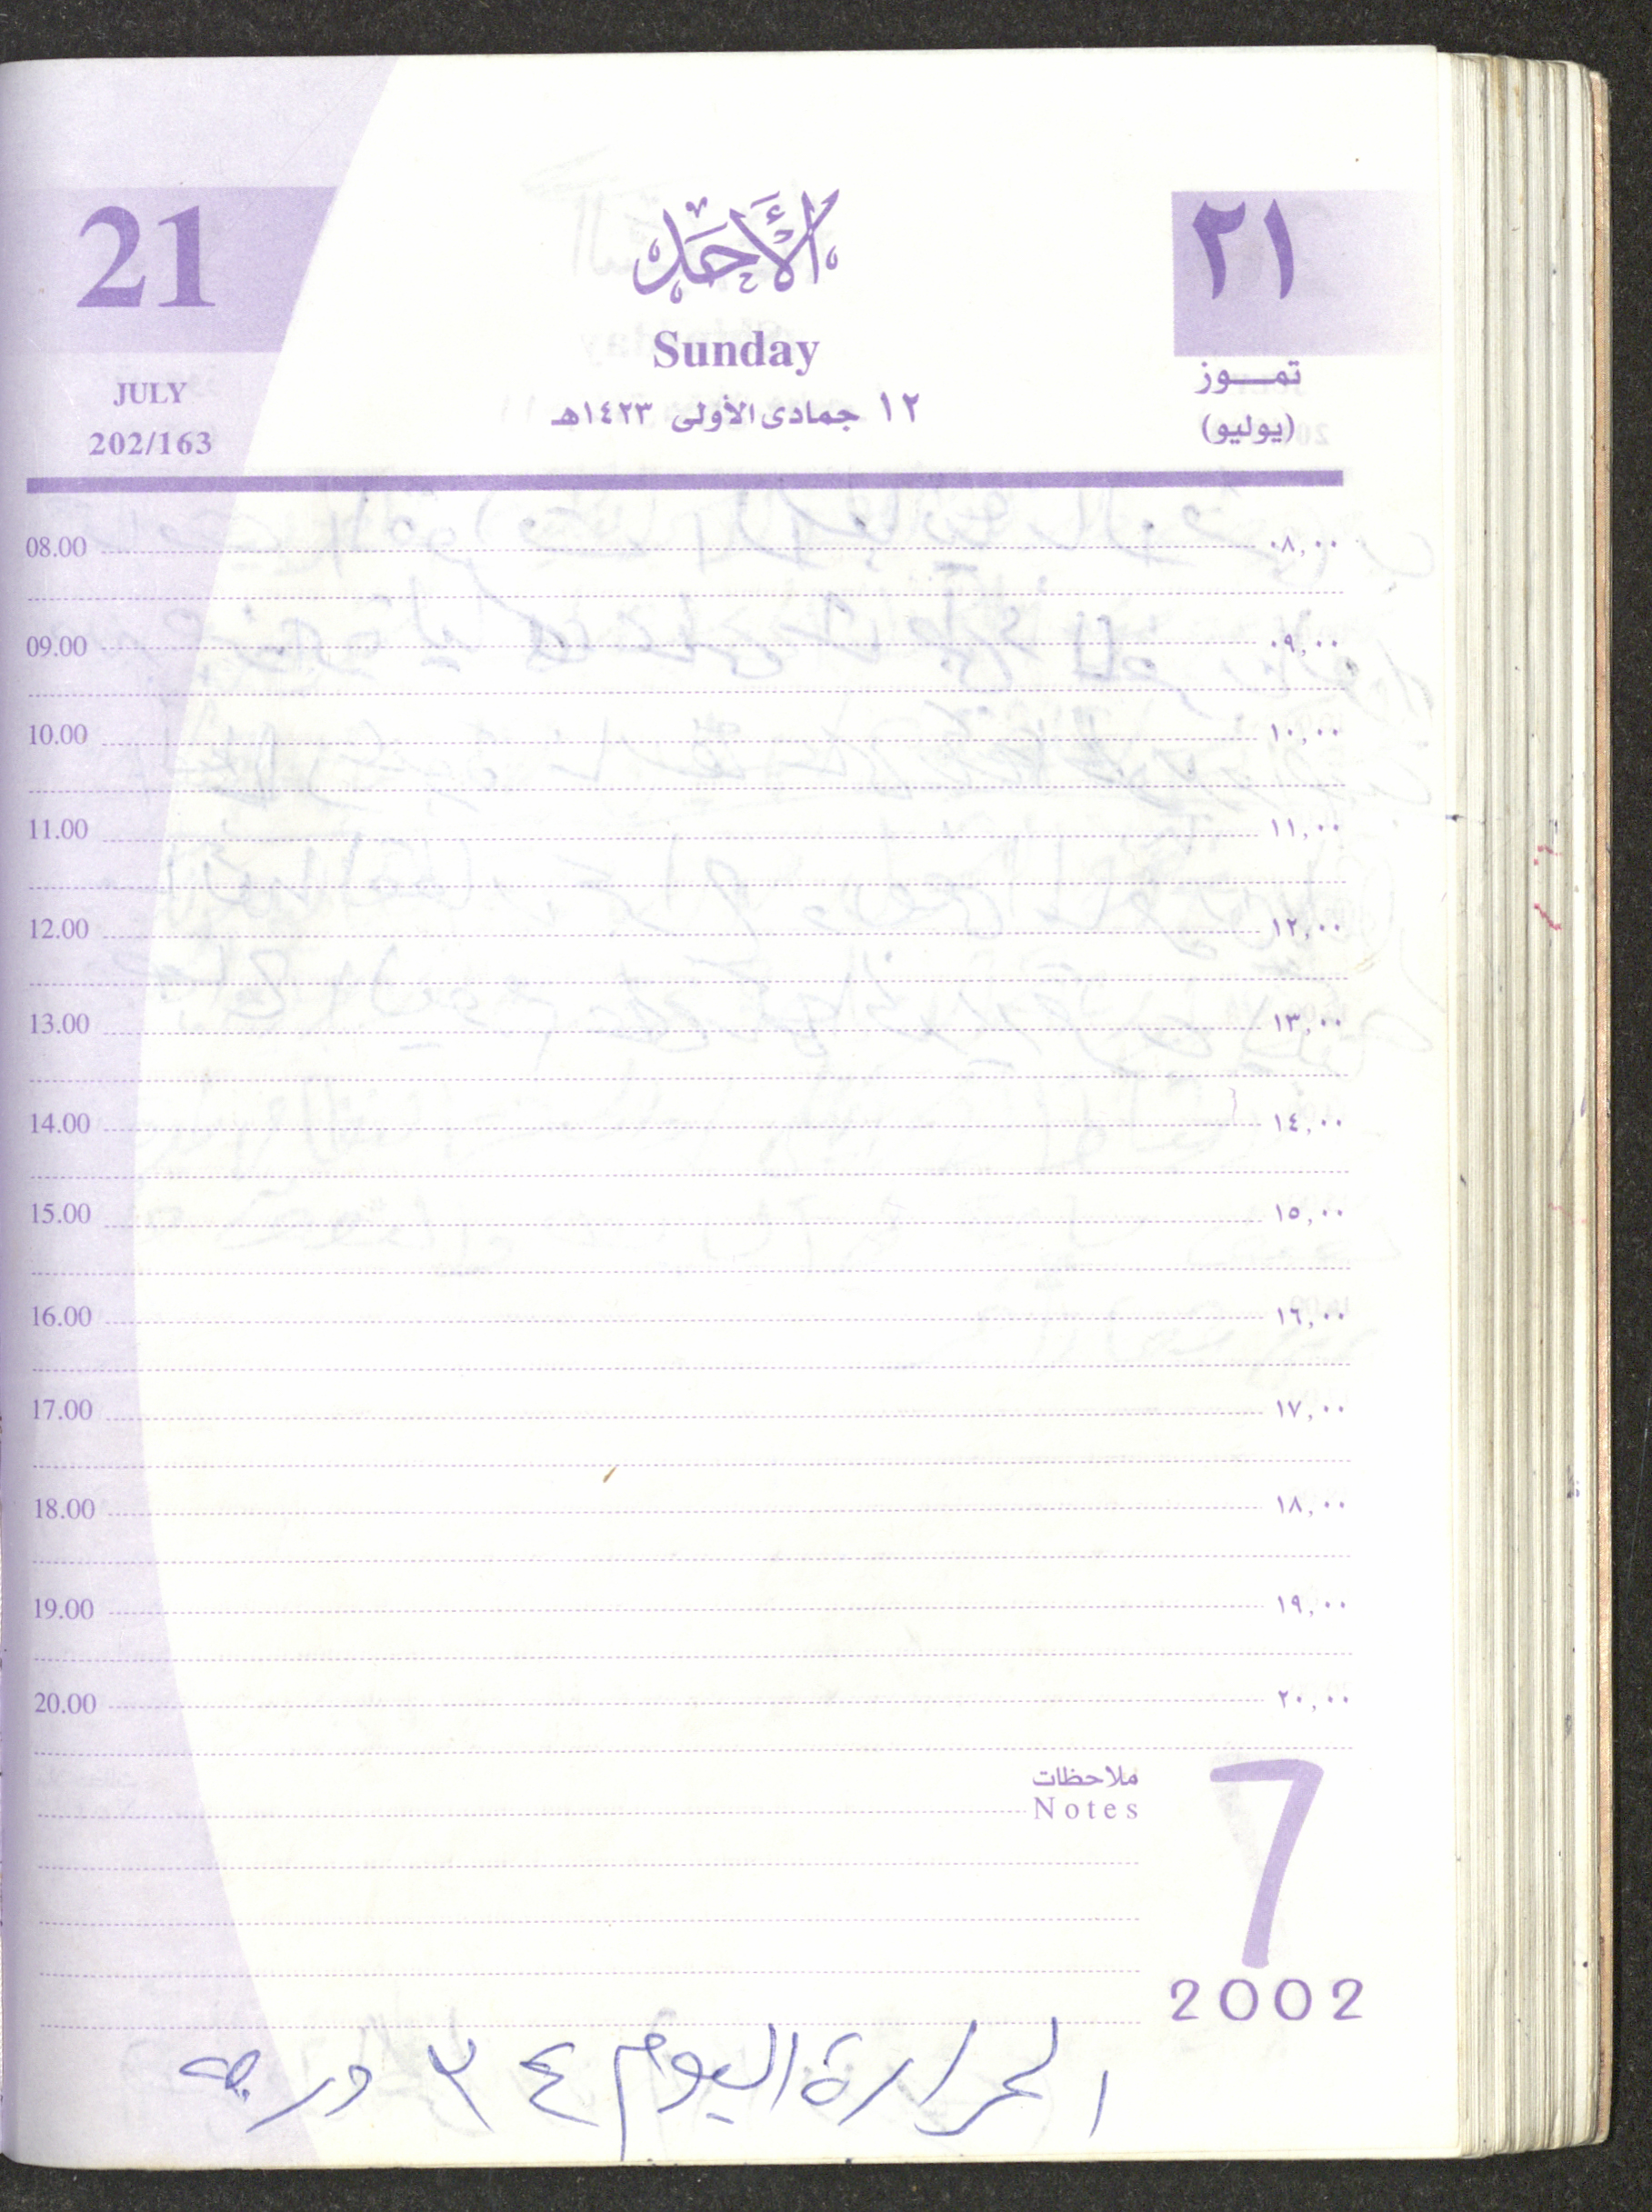 21
الأحد
٢١
Sunday
JULY
تموز
202/163
١٢ جمادى الأولى ١٤٢٣هـ
(يوليو)
08.00 ٠٨,٠٠
09.00 ٠٩,٠٠
10.00 ١٠,٠٠
11.00 ١١,٠٠
12.00 ١٢,٠٠
13.00 ١٣,٠٠
14.00 ١٤,٠٠
15.00 ١٥,٠٠
16.00 ١٦,٠٠
17.00 ١٧,٠٠
18.00 ١٨,٠٠
19.00 ١٩,٠٠
20.00 ٢٠,٠٠
ملاحظات
Notes
7
2002
الحرارة اليوم ٣٤ درجه